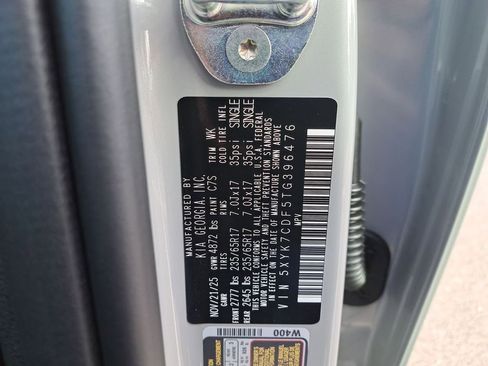 MANUFACTURED BY
KIA GEORGIA, INC.
NOV/21/25 GVWR 4872 lbs PAINT C7S TRIM WK
GAWR TIRES RIMS COLD TIRE INFL
FRONT 2777 lbs 235/65R17 7.0JX17 35psi SINGLE
REAR 2645 lbs 235/65R17 7.0JX17 35psi SINGLE
THIS VEHICLE CONFORMS TO ALL APPLICABLE U.S.A. FEDERAL
MOTOR VEHICLE SAFETY AND THEFT PREVENTION STANDARDS
IN EFFECT ON THE DATE OF MANUFACTURE SHOWN ABOVE.
VIN 5XYK7CDF5TG396476
MPV
W400